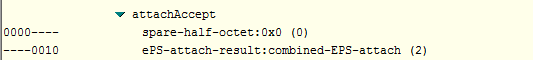 attachAccept
0000---- spare-half-octet:0x0 (0)
----0010 ePS-attach-result:combined-EPS-attach (2)